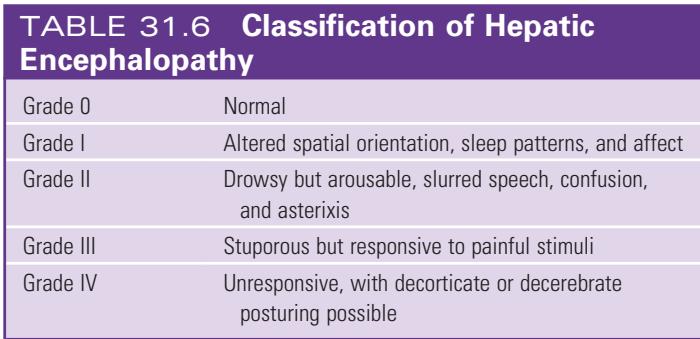 TABLE 31.6 Classification of Hepatic
Encephalopathy
Grade 0 Normal
Grade I Altered spatial orientation, sleep patterns, and affect
Grade II Drowsy but arousable, slurred speech, confusion,
and asterixis
Grade III Stuporous but responsive to painful stimuli
Grade IV Unresponsive, with decorticate or decerebrate
posturing possible